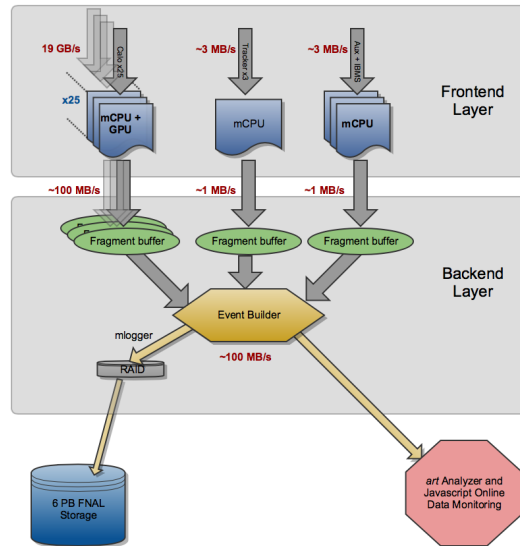 19 GB/s
Calo x25
~3 MB/s
Tracker x3
~3 MB/s
Aux + IBMS
Frontend
Layer
x25
mCPU +
GPU
mCPU
mCPU
~100 MB/s
~1 MB/s
~1 MB/s
Fragment buffer
Fragment buffer
Fragment buffer
Backend
Layer
Event Builder
mlogger
~100 MB/s
RAID
6 PB FNAL
Storage
art Analyzer and
Javascript Online
Data Monitoring